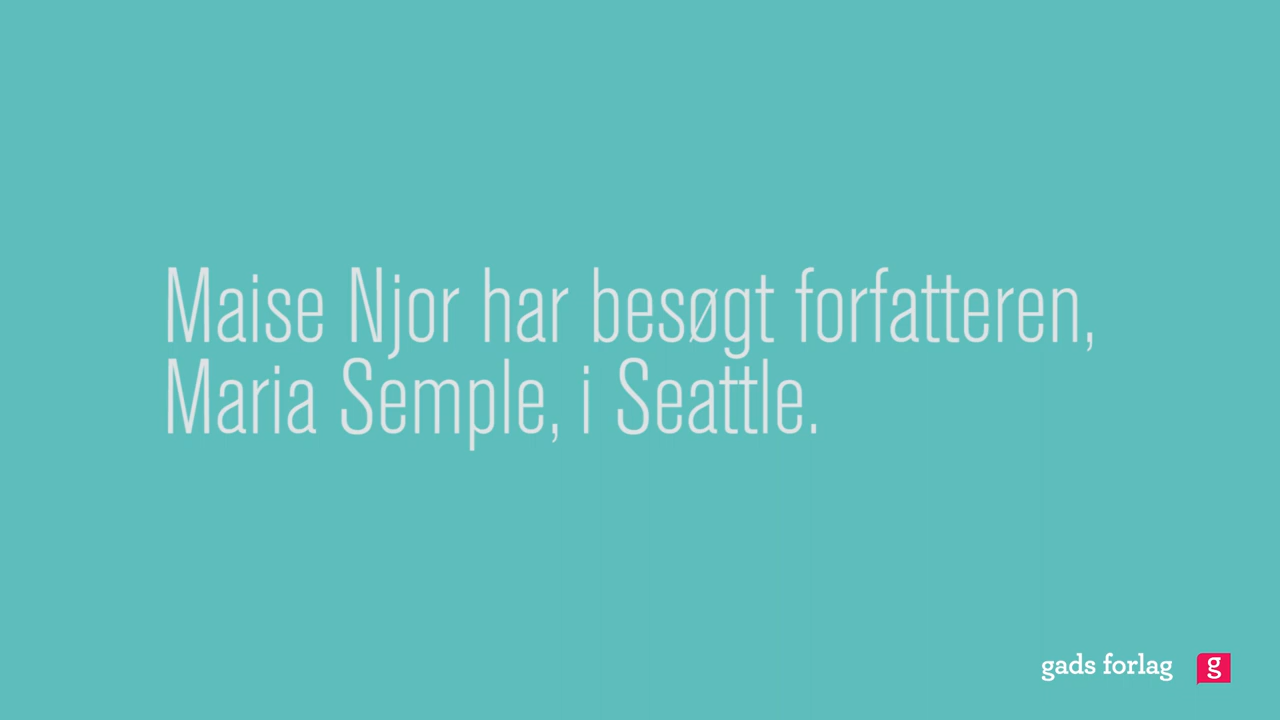 Maise Njor har besøgt forfatteren,
Maria Semple, i Seattle.
gads forlag g